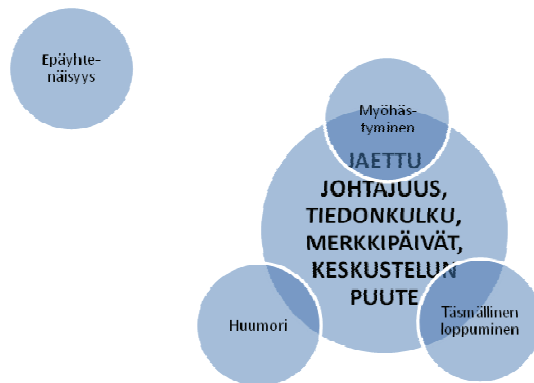 Epäyhte-
näisyys
Myöhäs-
tyminen
JAETTU
JOHTAJUUS,
TIEDONKULKU,
MERKKIPÄIVÄT,
KESKUSTELUN
PUUTE
Huumori
Täsmällinen
loppuminen